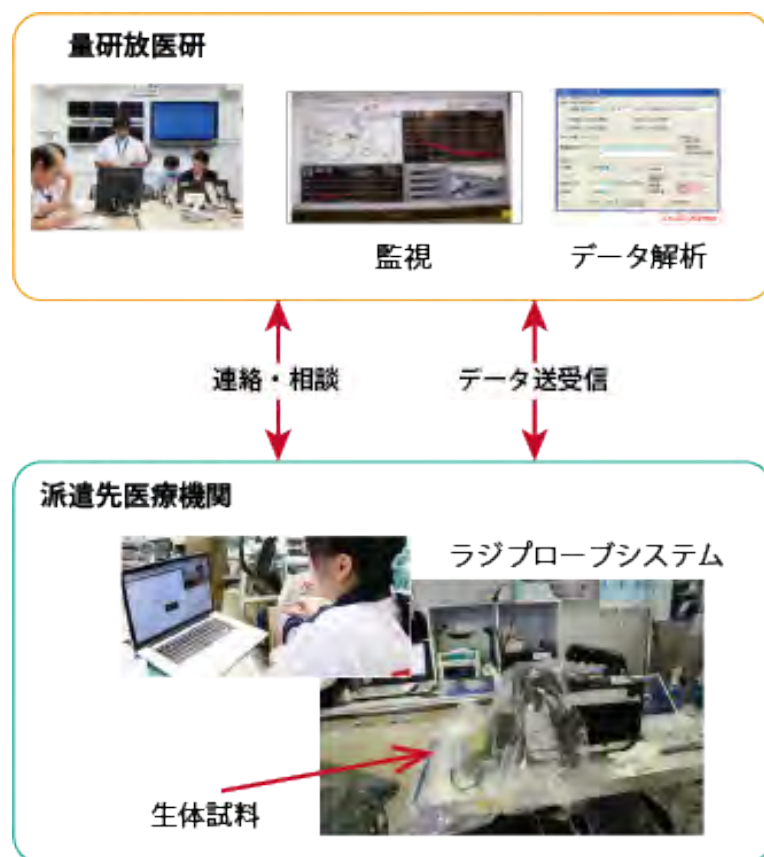 量研放医研
監視
データ解析
連絡・相談
データ送受信
派遣先医療機関
ラジプローブシステム
生体試料